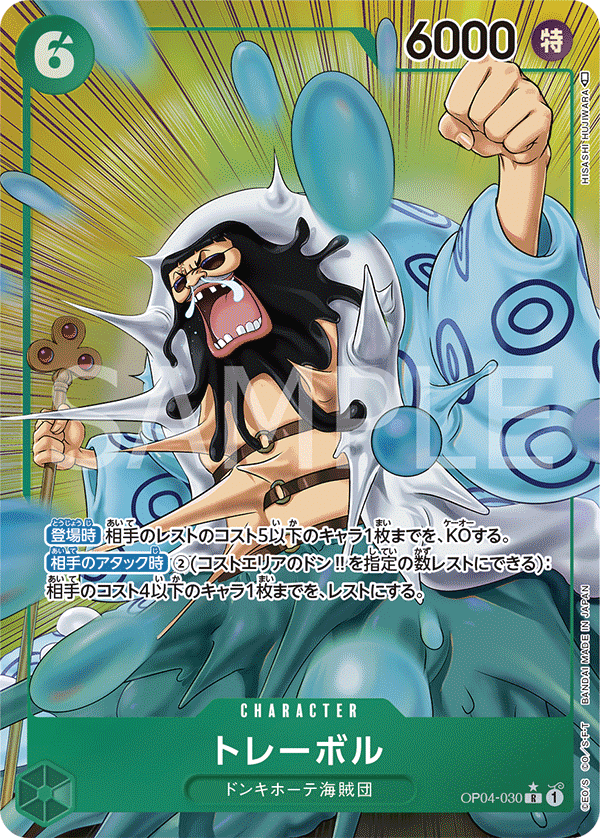 6
6000 特
HISASHI HUJIWARA
SAMPLE
登場時 相手のレストのコスト5以下のキャラ1枚までを、KOする。
相手のアタック時 ②(コストエリアのドン!!を指定の数レストにできる):
相手のコスト4以下のキャラ1枚までを、レストにする。
CHARACTER
トレーボル
ドンキホーテ海賊団
OP04-030 R 1
©EO/S ©O/S・F・T BANDAI MADE IN JAPAN